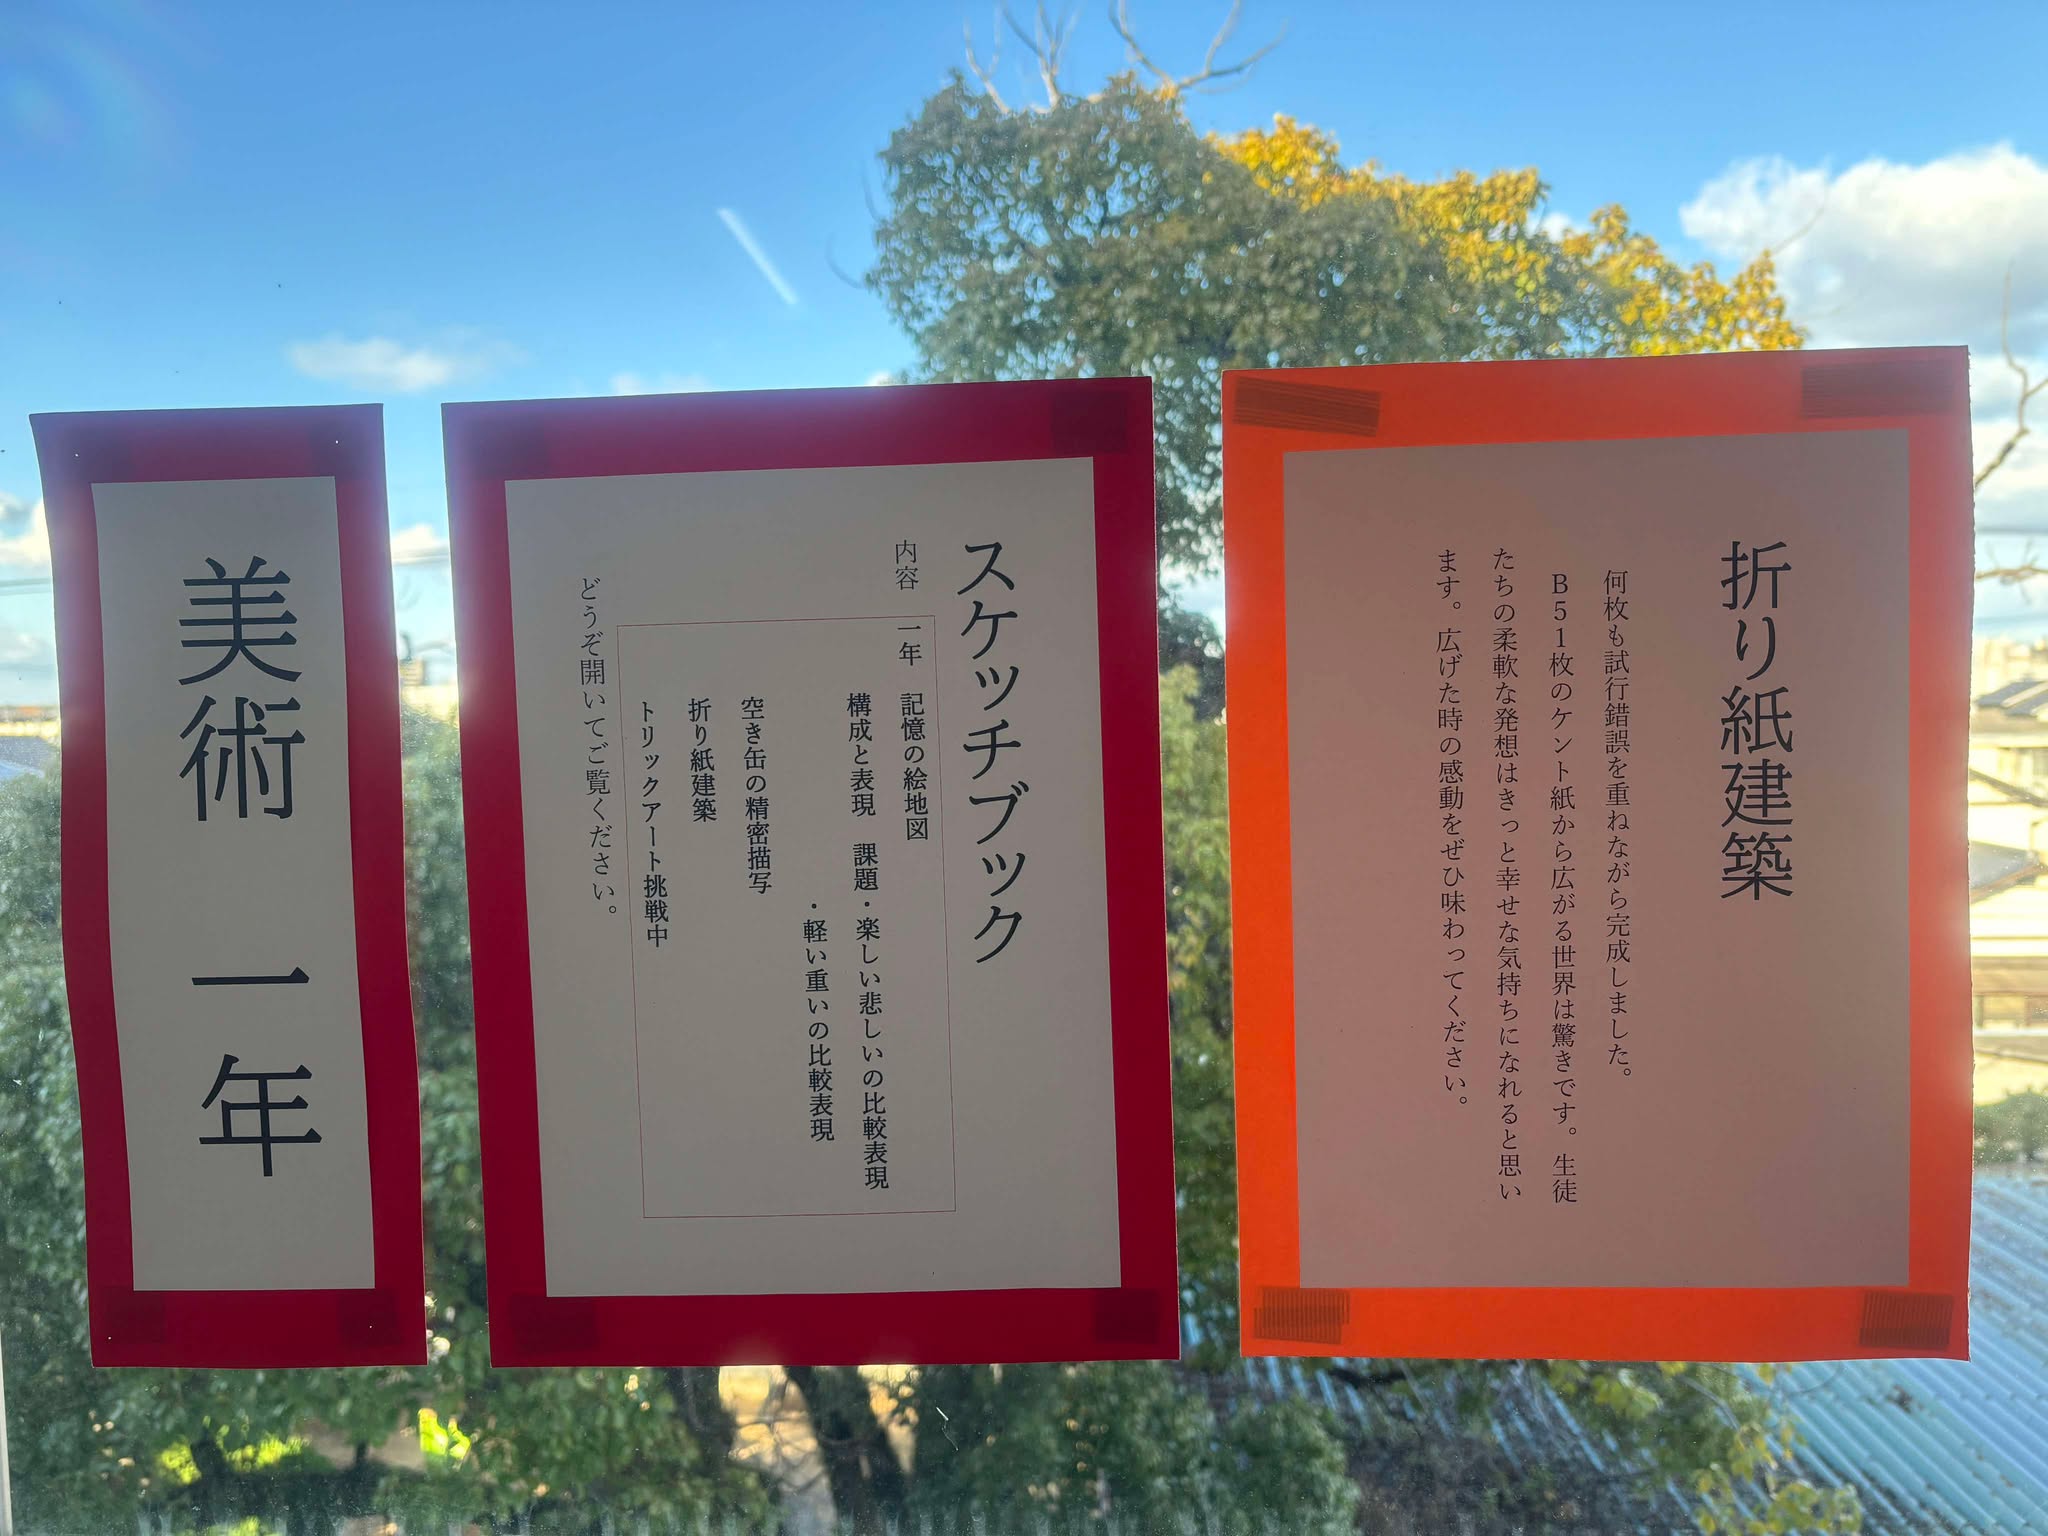 折り紙建築
何枚も試行錯誤を重ねながら完成しました。
B51枚のケント紙から広がる世界は驚きです。生徒
たちの柔軟な発想はきっと幸せな気持ちになれると思い
ます。広げた時の感動をぜひ味わってください。
スケッチブック
内容 一年 記憶の絵地図
構成と表現 課題・楽しい悲しいの比較表現
・軽い重いの比較表現
空き缶の精密描写
折り紙建築
トリックアート挑戦中
どうぞ開いてご覧ください。
美術 一年